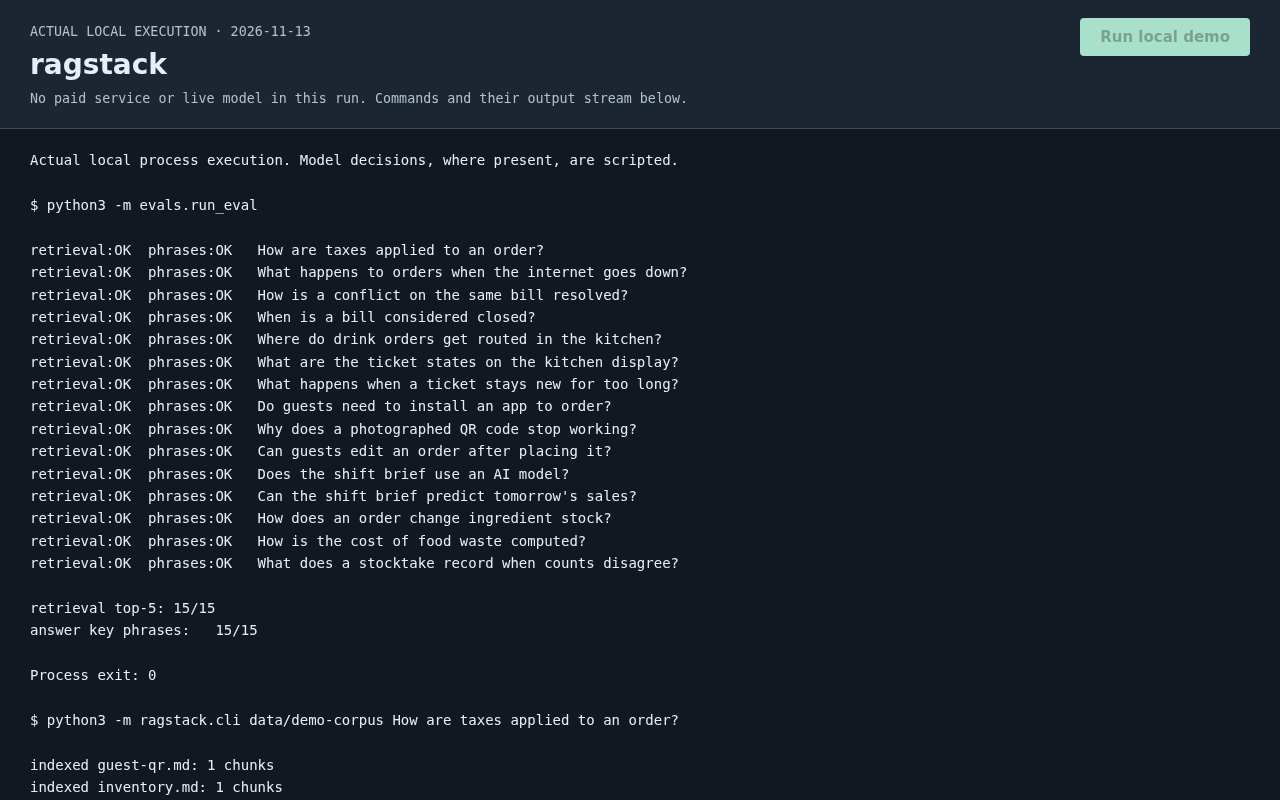 ACTUAL LOCAL EXECUTION · 2026-11-13
Run local demo
ragstack
No paid service or live model in this run. Commands and their output stream below.
Actual local process execution. Model decisions, where present, are scripted.
$ python3 -m evals.run_eval
retrieval:OK  phrases:OK   How are taxes applied to an order?
retrieval:OK  phrases:OK   What happens to orders when the internet goes down?
retrieval:OK  phrases:OK   How is a conflict on the same bill resolved?
retrieval:OK  phrases:OK   When is a bill considered closed?
retrieval:OK  phrases:OK   Where do drink orders get routed in the kitchen?
retrieval:OK  phrases:OK   What are the ticket states on the kitchen display?
retrieval:OK  phrases:OK   What happens when a ticket stays new for too long?
retrieval:OK  phrases:OK   Do guests need to install an app to order?
retrieval:OK  phrases:OK   Why does a photographed QR code stop working?
retrieval:OK  phrases:OK   Can guests edit an order after placing it?
retrieval:OK  phrases:OK   Does the shift brief use an AI model?
retrieval:OK  phrases:OK   Can the shift brief predict tomorrow's sales?
retrieval:OK  phrases:OK   How does an order change ingredient stock?
retrieval:OK  phrases:OK   How is the cost of food waste computed?
retrieval:OK  phrases:OK   What does a stocktake record when counts disagree?
retrieval top-5: 15/15
answer key phrases:   15/15
Process exit: 0
$ python3 -m ragstack.cli data/demo-corpus How are taxes applied to an order?
indexed guest-qr.md: 1 chunks
indexed inventory.md: 1 chunks